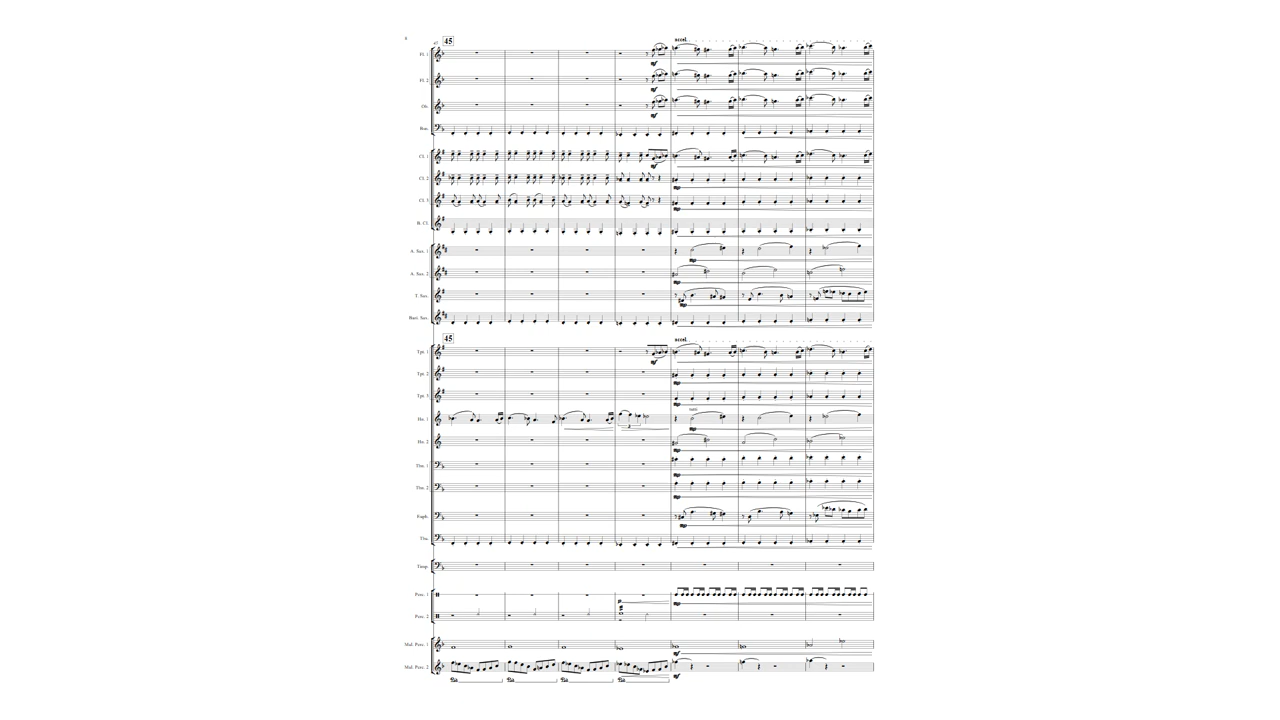 45
accel.
Fl. 1
Fl. 2
Ob.
Bsn.
Cl. 1
Cl. 2
Cl. 3
B. Cl.
A. Sax. 1
A. Sax. 2
T. Sax.
Bari. Sax.
45
accel.
Tpt. 1
Tpt. 2
Tpt. 3
Hn. 1
tutti
Hn. 2
Tbn. 1
Tbn. 2
Euph.
Tba.
Timp.
Perc. 1
Perc. 2
Mal. Perc. 1
Mal. Perc. 2